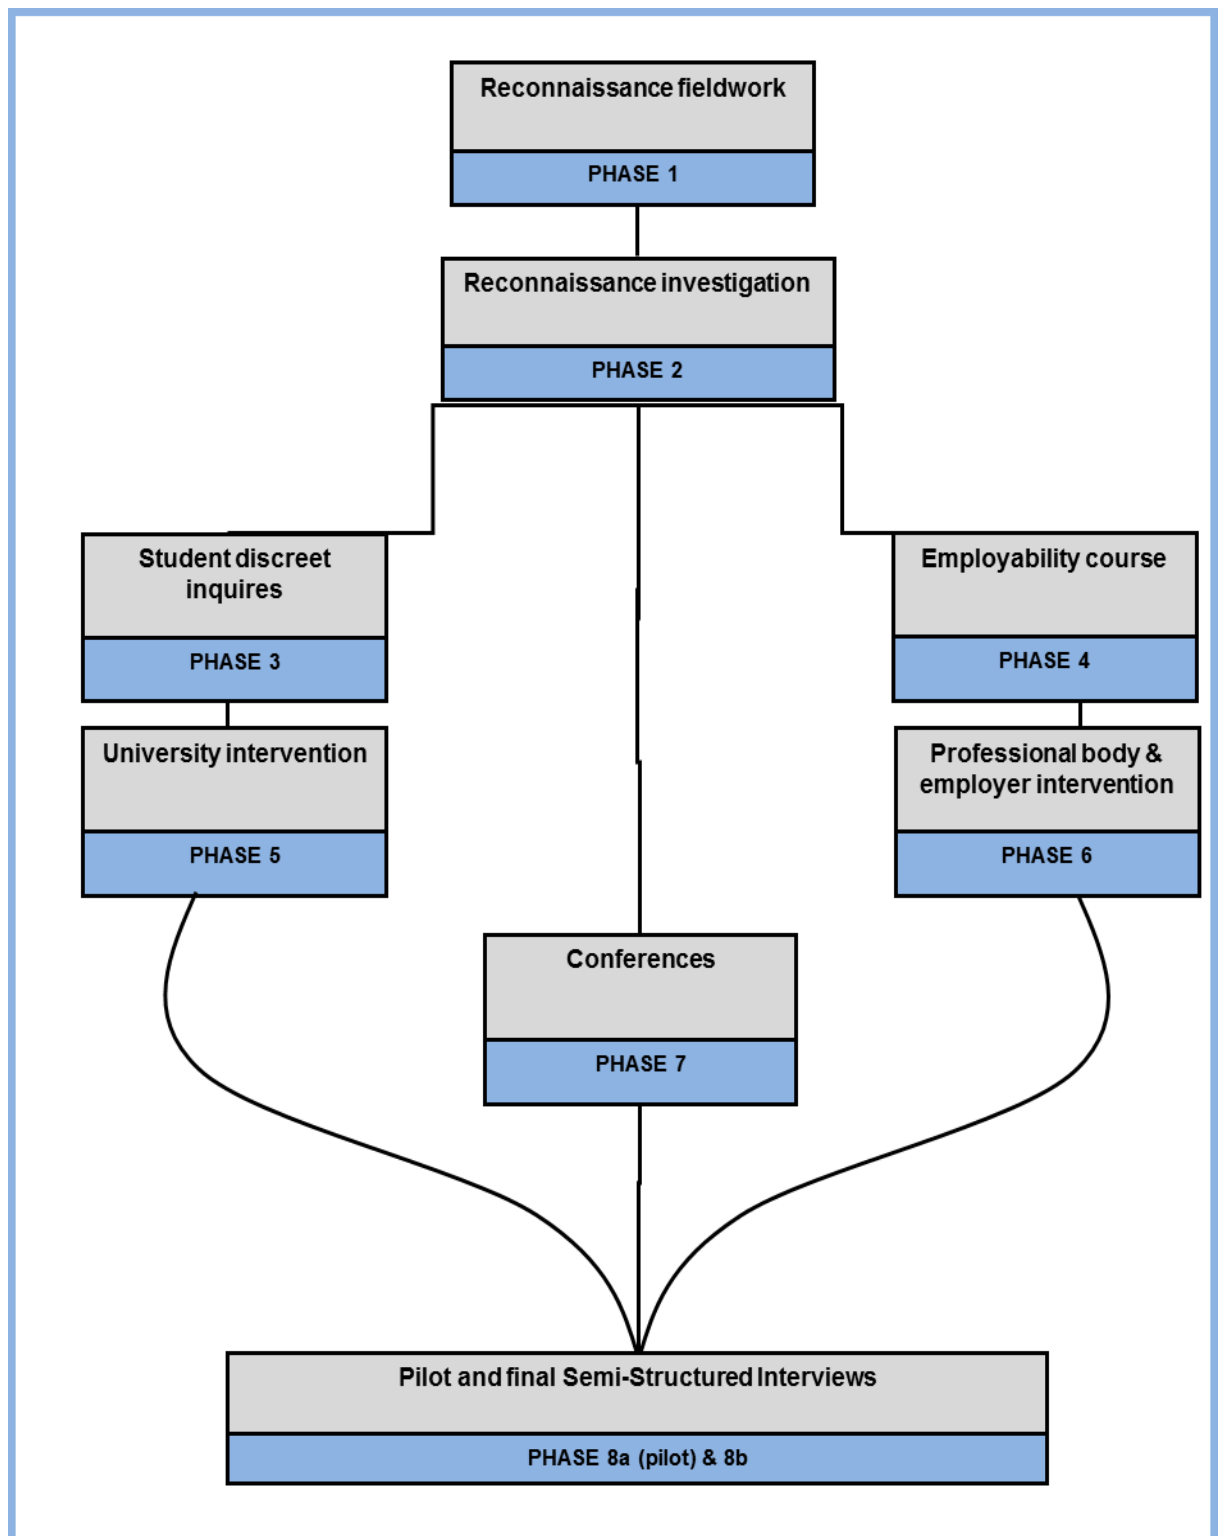 Reconnaissance fieldwork
PHASE 1
Reconnaissance investigation
PHASE 2
Student discreet
inquires
PHASE 3
Employability course
PHASE 4
University intervention
PHASE 5
Professional body &
employer intervention
PHASE 6
Conferences
PHASE 7
Pilot and final Semi-Structured Interviews
PHASE 8a (pilot) & 8b